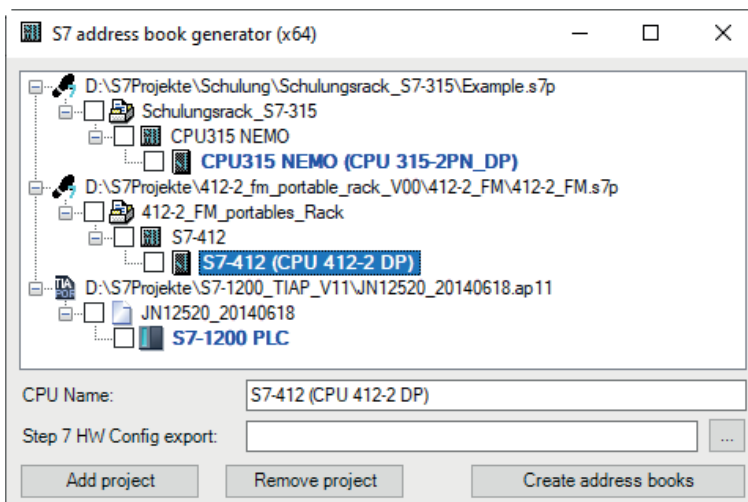 S7 address book generator (x64)
D:\S7Projekte\Schulung\Schulungsrack_S7-315\Example.s7p
Schulungsrack_S7-315
CPU315 NEMO
CPU315 NEMO (CPU 315-2PN_DP)
D:\S7Projekte\412-2_fm_portable_rack_V00\412-2_FM\412-2_FM.s7p
412-2_FM_portables_Rack
S7-412
S7-412 (CPU 412-2 DP)
D:\S7Projekte\S7-1200_TIAP_V11\JN12520_20140618.ap11
JN12520_20140618
S7-1200 PLC
CPU Name: S7-412 (CPU 412-2 DP)
Step 7 HW Config export: ...
Add project Remove project Create address books